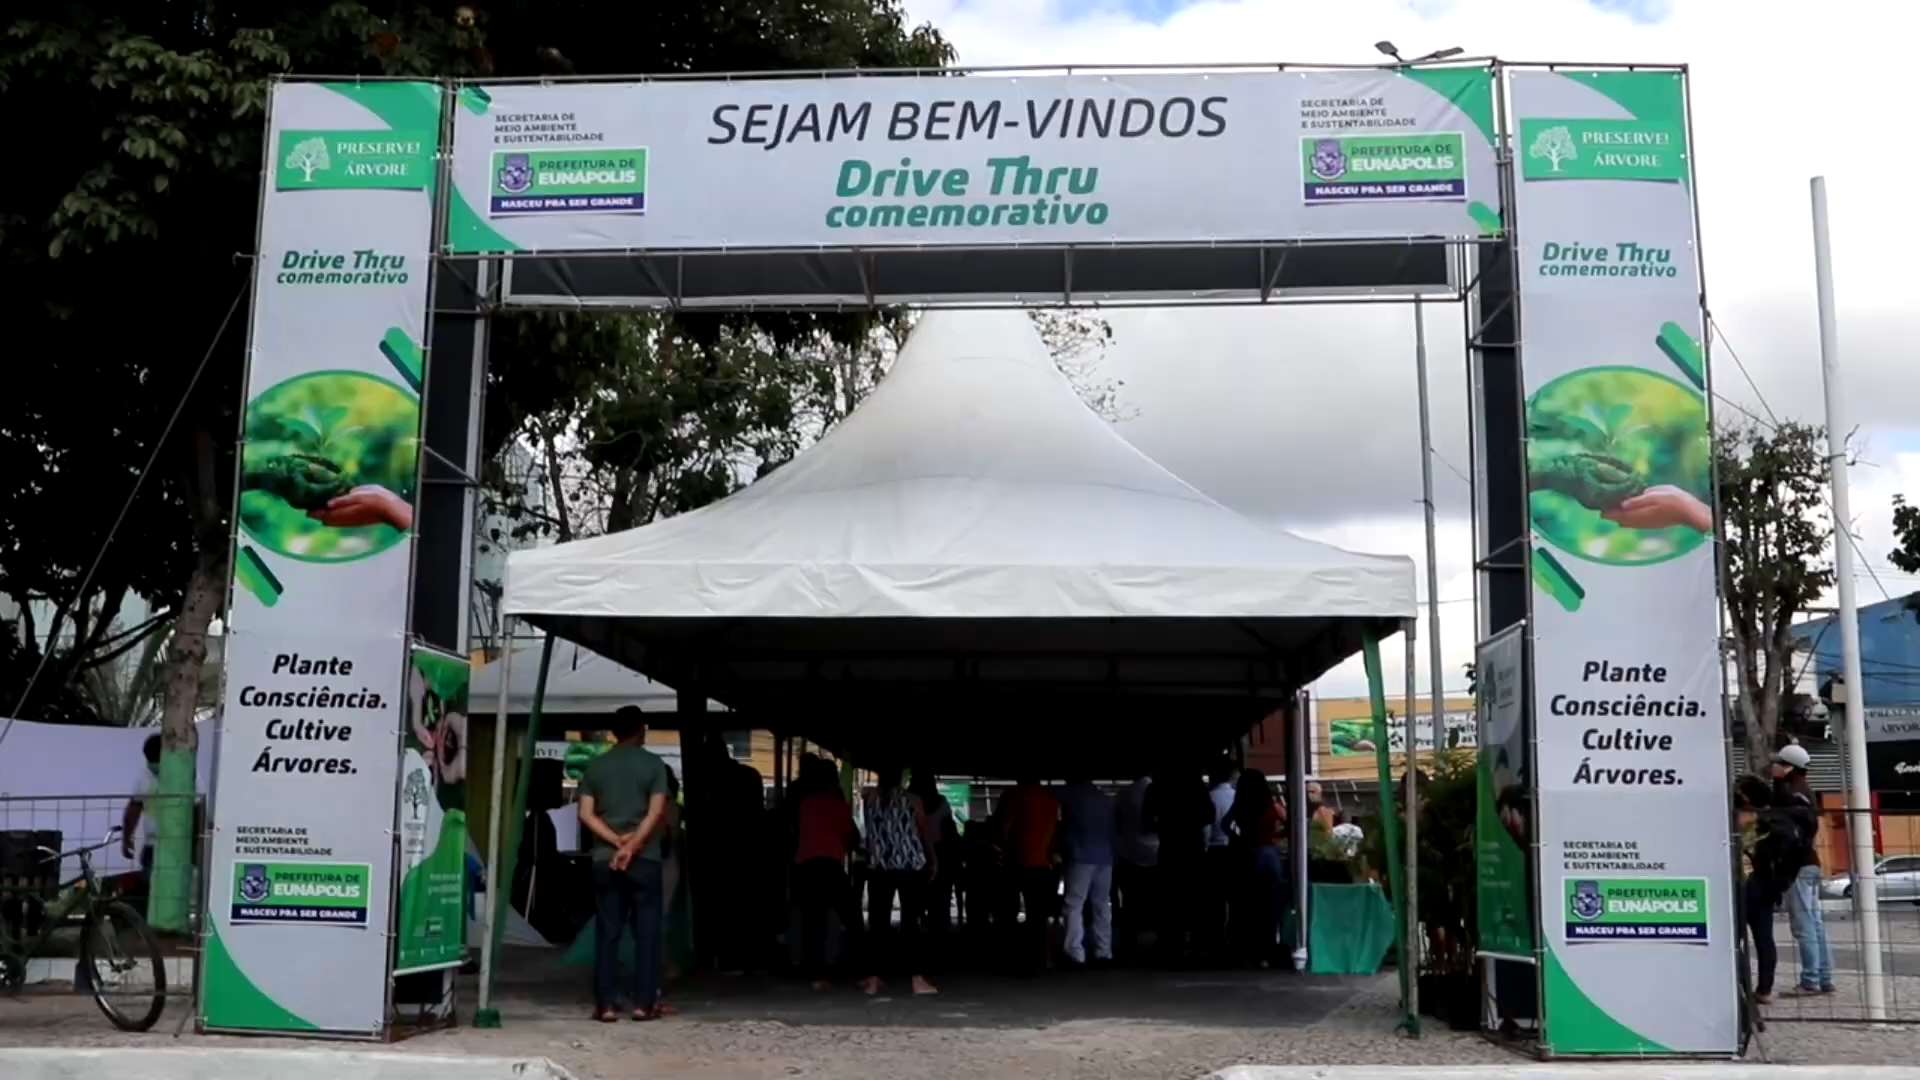 SEJAM BEM-VINDOS
Drive Thru
comemorativo
SECRETARIA DE
MEIO AMBIENTE
E SUSTENTABILIDADE
PREFEITURA DE
EUNÁPOLIS
NASCEU PRA SER GRANDE
SECRETARIA DE
MEIO AMBIENTE
E SUSTENTABILIDADE
PREFEITURA DE
EUNÁPOLIS
NASCEU PRA SER GRANDE
PRESERVE!
ÁRVORE
Drive Thru
comemorativo
Plante
Consciência.
Cultive
Árvores.
SECRETARIA DE
MEIO AMBIENTE
E SUSTENTABILIDADE
PREFEITURA DE
EUNÁPOLIS
NASCEU PRA SER GRANDE
PRESERVE!
ÁRVORE
Drive Thru
comemorativo
Plante
Consciência.
Cultive
Árvores.
SECRETARIA DE
MEIO AMBIENTE
E SUSTENTABILIDADE
PREFEITURA DE
EUNÁPOLIS
NASCEU PRA SER GRANDE